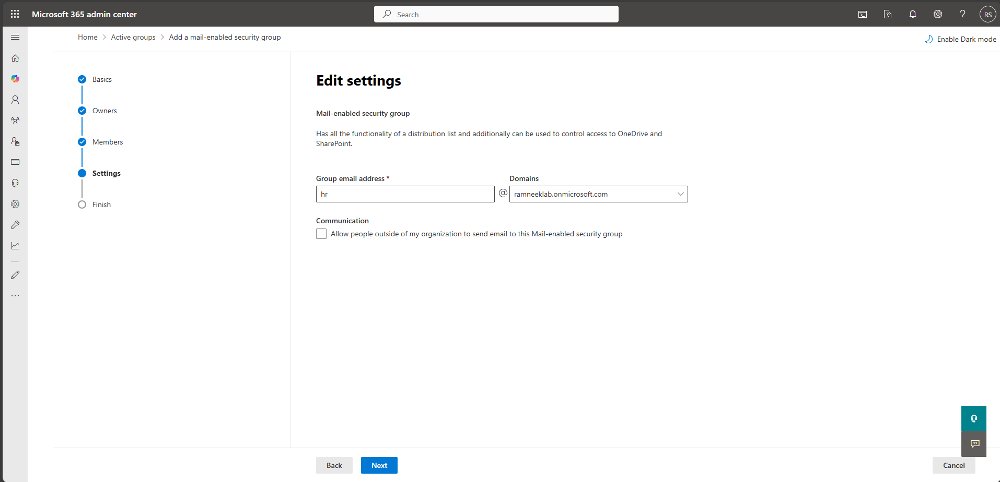 Microsoft 365 admin center
Search
RS
Home > Active groups > Add a mail-enabled security group
Enable Dark mode
Basics
Owners
Members
Settings
Finish
Edit settings
Mail-enabled security group
Has all the functionality of a distribution list and additionally can be used to control access to OneDrive and
SharePoint.
Group email address *
Domains
hr
@
ramneeklab.onmicrosoft.com
Communication
Allow people outside of my organization to send email to this Mail-enabled security group
Back
Next
Cancel